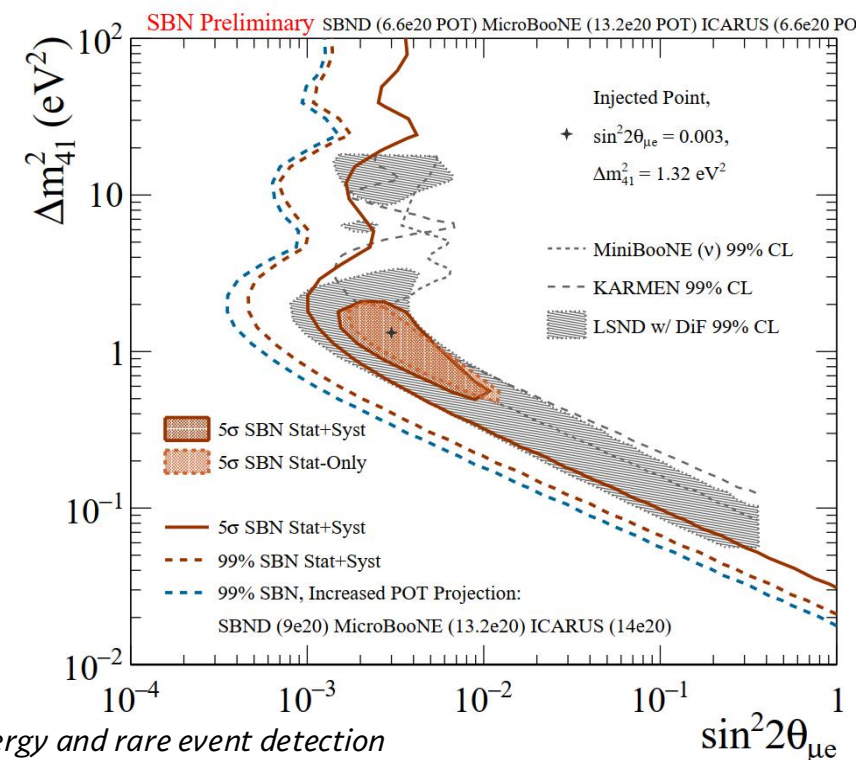 SBN Preliminary SBND (6.6e20 POT) MicroBooNE (13.2e20 POT) ICARUS (6.6e20 PO
10²
Δm²₄₁ (eV²)
Injected Point,
sin²2θμe = 0.003,
Δm²₄₁ = 1.32 eV²
10
MiniBooNE (ν) 99% CL
KARMEN 99% CL
LSND w/ DiF 99% CL
1
5σ SBN Stat+Syst
5σ SBN Stat-Only
10⁻¹
5σ SBN Stat+Syst
99% SBN Stat+Syst
99% SBN, Increased POT Projection:
SBND (9e20) MicroBooNE (13.2e20) ICARUS (14e20)
10⁻²
10⁻⁴ 10⁻³ 10⁻² 10⁻¹ 1
ergy and rare event detection
sin²2θμe